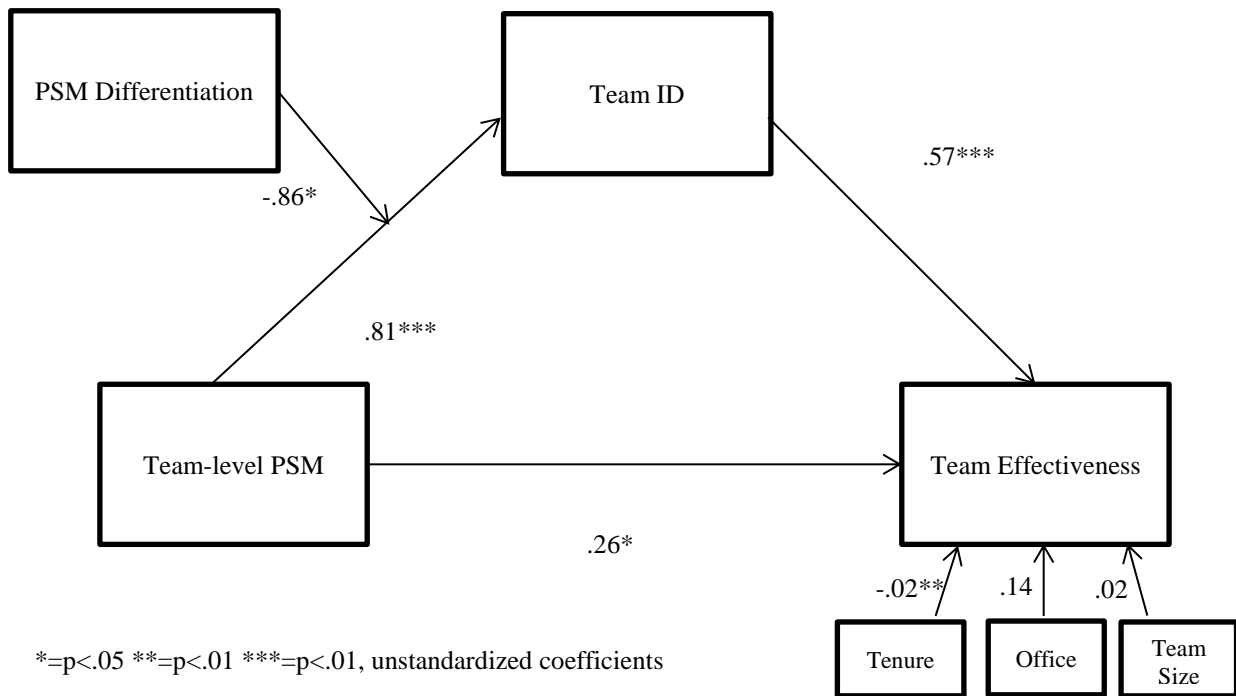 PSM Differentiation
Team ID
.57***
-.86*
.81***
Team-level PSM
Team Effectiveness
.26*
-.02**
.14
.02
*=p<.05 **=p<.01 ***=p<.01, unstandardized coefficients
Tenure
Office
Team
Size